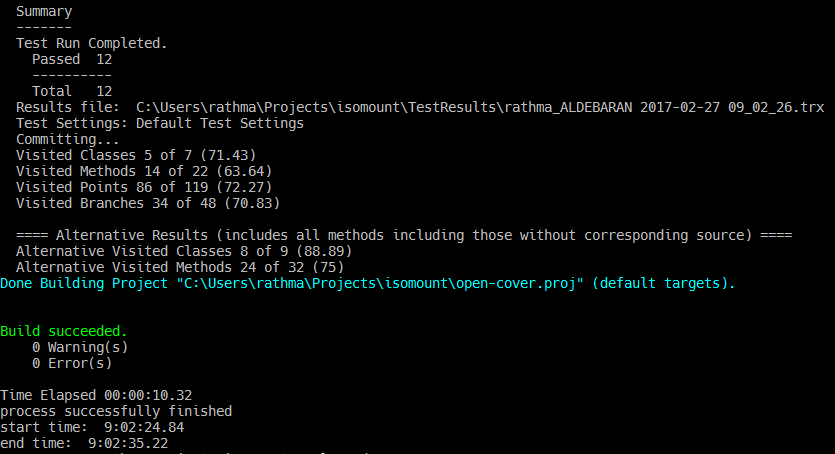 Summary
-------
Test Run Completed.
Passed 12
----------
Total 12
Results file: C:\Users\rathma\Projects\isomount\TestResults\rathma_ALDEBARAN 2017-02-27 09_02_26.trx
Test Settings: Default Test Settings
Committing...
Visited Classes 5 of 7 (71.43)
Visited Methods 14 of 22 (63.64)
Visited Points 86 of 119 (72.27)
Visited Branches 34 of 48 (70.83)
==== Alternative Results (includes all methods including those without corresponding source) ====
Alternative Visited Classes 8 of 9 (88.89)
Alternative Visited Methods 24 of 32 (75)
Done Building Project "C:\Users\rathma\Projects\isomount\open-cover.proj" (default targets).
Build succeeded.
0 Warning(s)
0 Error(s)
Time Elapsed 00:00:10.32
process successfully finished
start time: 9:02:24.84
end time: 9:02:35.22